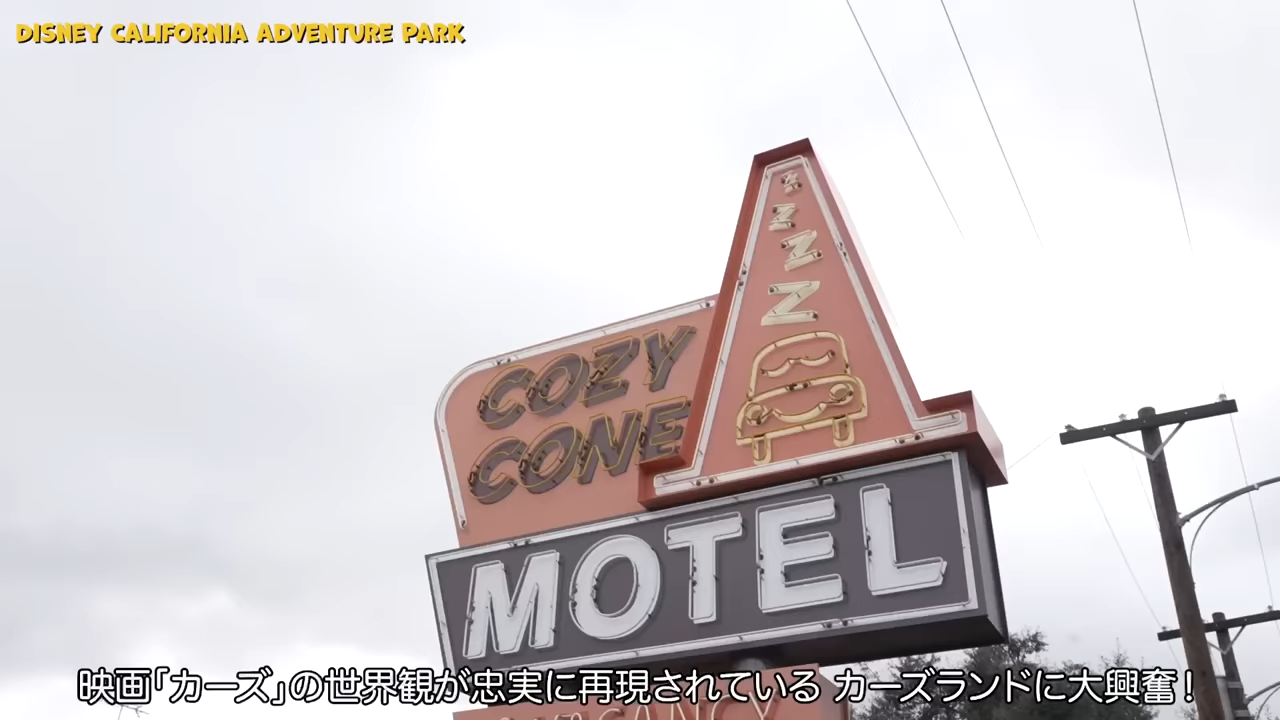 DISNEY CALIFORNIA ADVENTURE PARK
Z
Z
Z
Z
COZY
CONE
MOTEL
VACANCY
映画「カーズ」の世界観が忠実に再現されている カーズランドに大興奮!